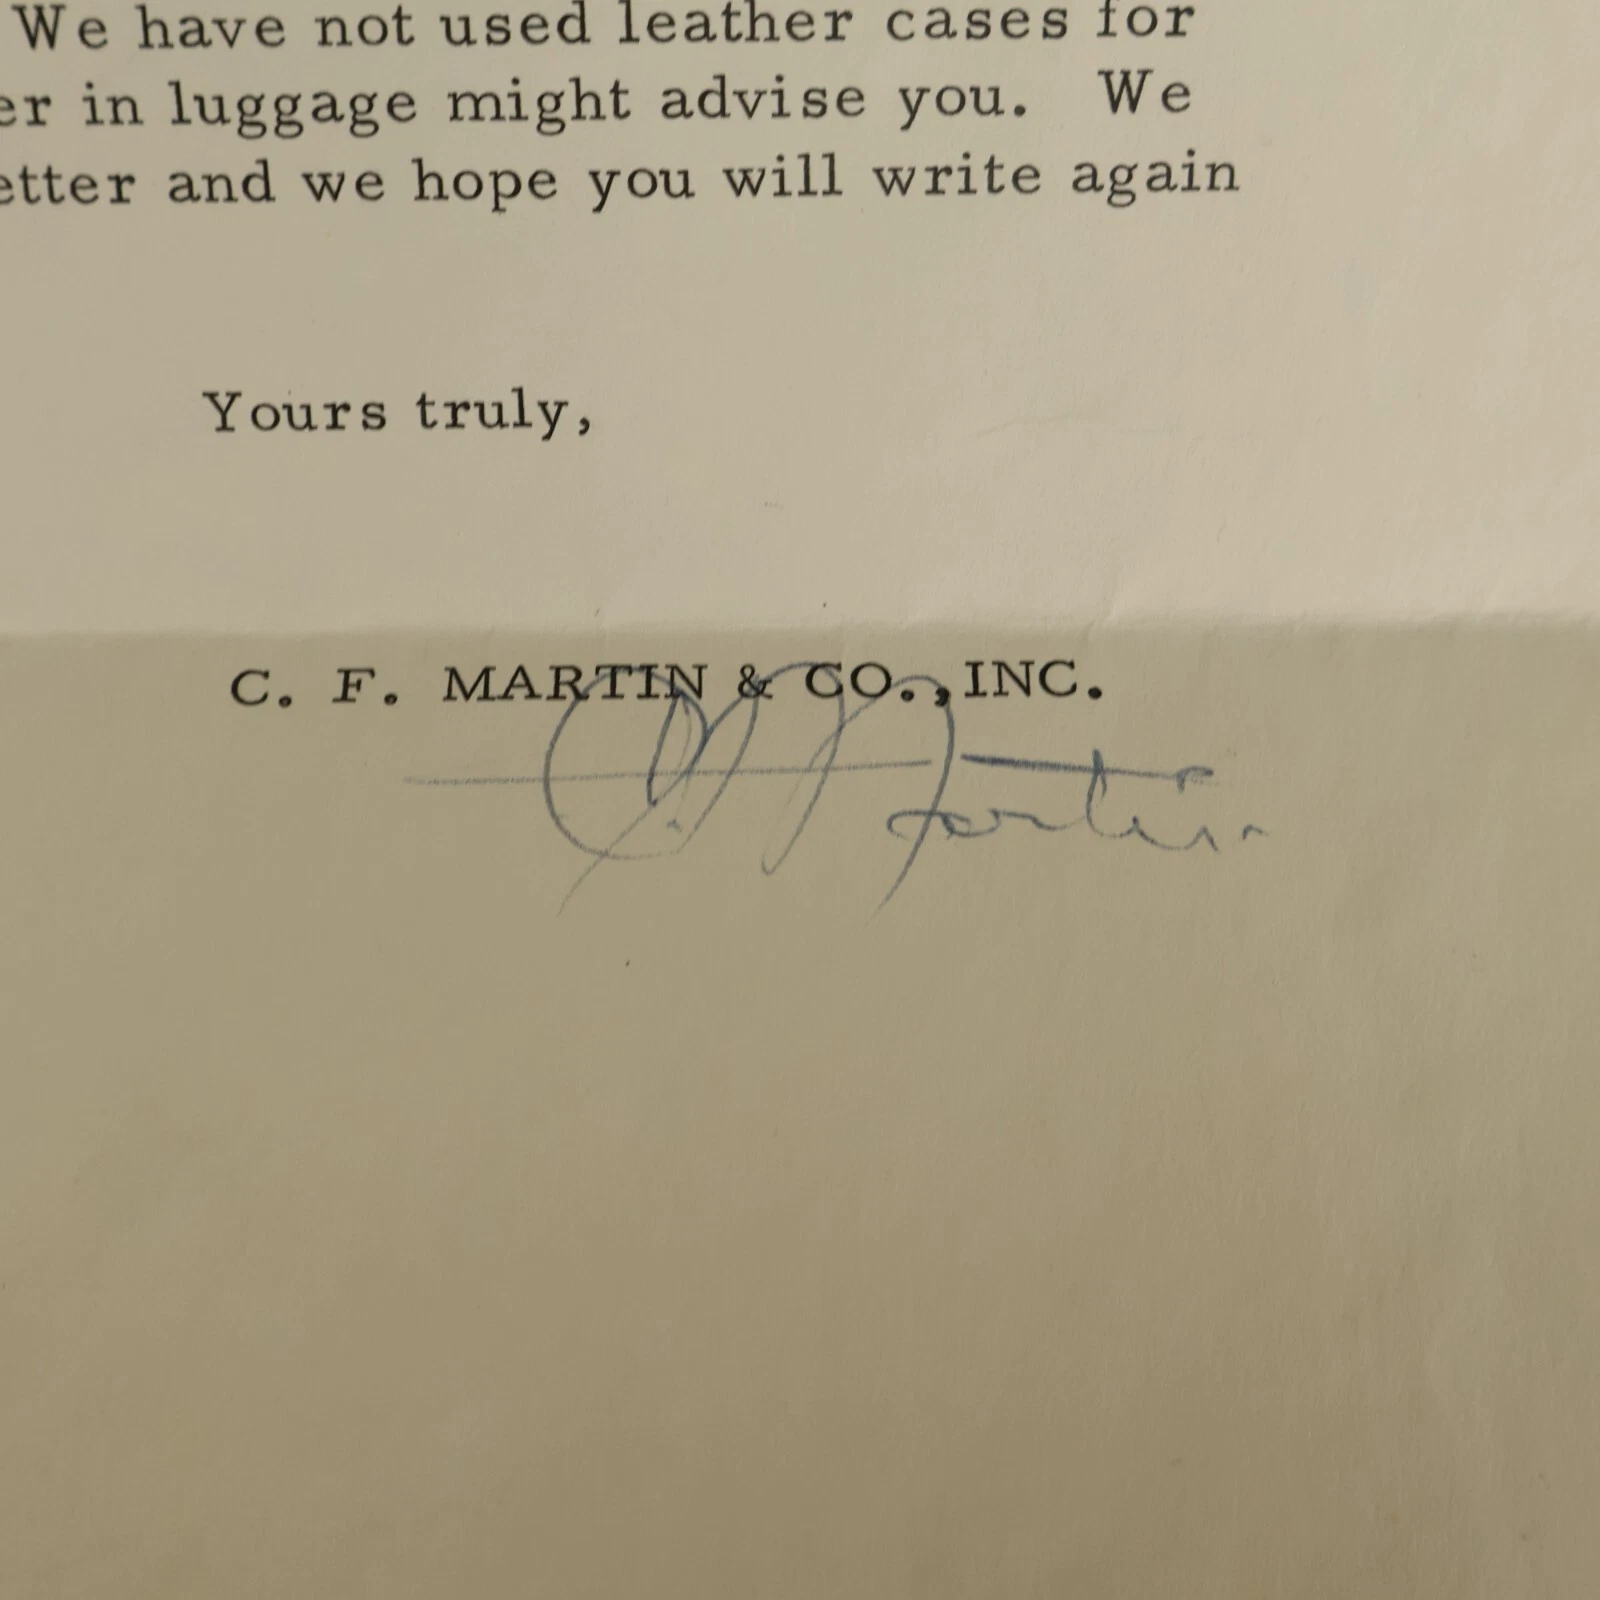 We have not used leather cases for
er in luggage might advise you. We
etter and we hope you will write again
Yours truly,
C. F. MARTIN & CO., INC.
C. F. Martin